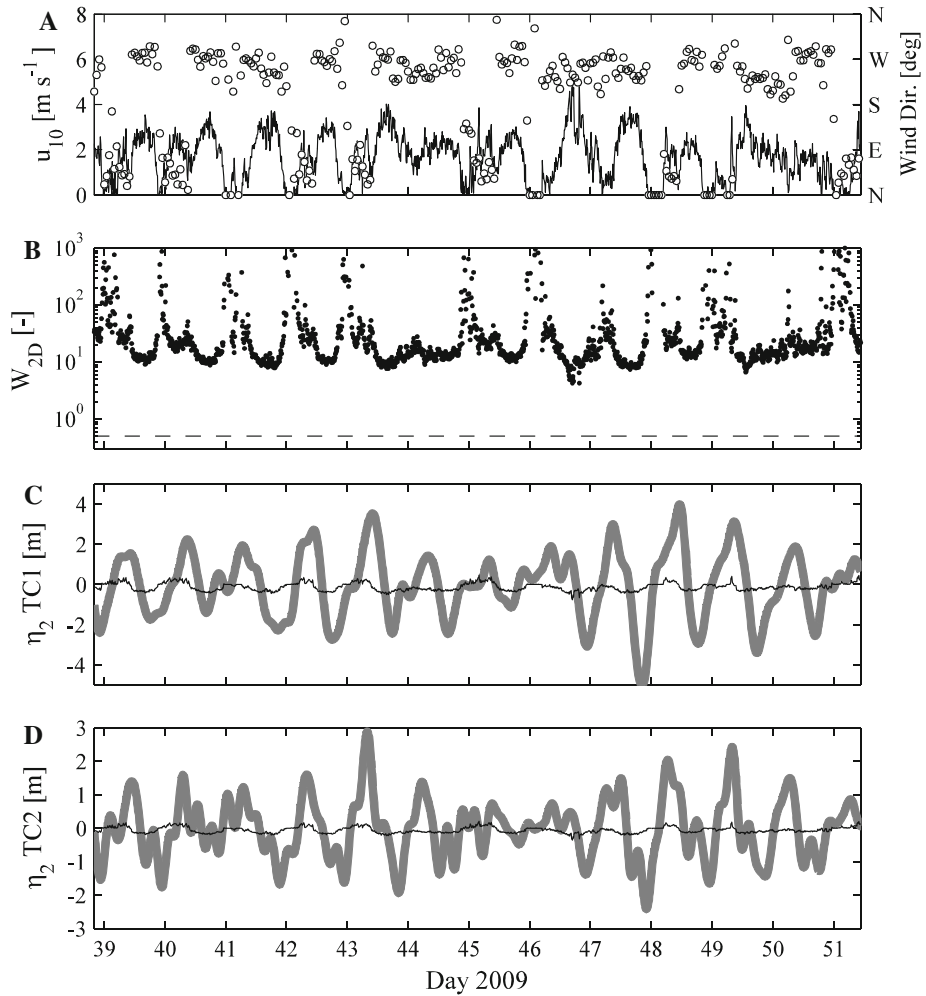 A
8
6
4
2
0
u10 [m s-1]
N
W
S
E
N
Wind Dir. [deg]
B
10^3
10^2
10^1
10^0
W2D [-]
C
4
2
0
-2
-4
η2 TC1 [m]
D
3
2
1
0
-1
-2
-3
η2 TC2 [m]
39 40 41 42 43 44 45 46 47 48 49 50 51
Day 2009